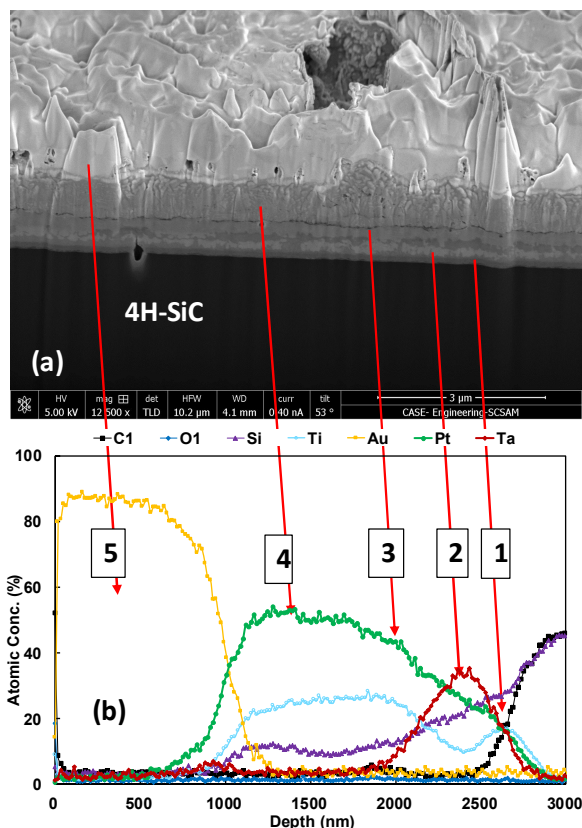 4H-SiC
(a)
HV mag det HFW WD curr tilt
5.00 kV 12 500 x TLD 10.2 µm 4.1 mm 0.40 nA 53 °
3 µm
CASE- Engineering-SCSAM
C1 O1 Si Ti Au Pt Ta
100
80
60
40
20
0
Atomic Conc. (%)
5
4
3
2
1
(b)
0 500 1000 1500 2000 2500 3000
Depth (nm)